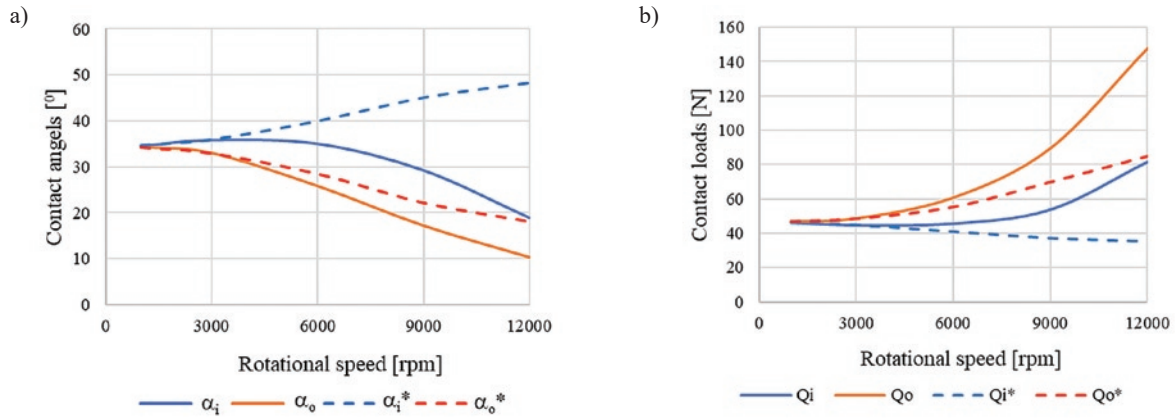 a)
60
50
40
30
20
10
0
Contact angels [⁰]
0 3000 6000 9000 12000
Rotational speed [rpm]
αi αo αi* αo*
b)
160
140
120
100
80
60
40
20
0
Contact loads [N]
0 3000 6000 9000 12000
Rotational speed [rpm]
Qi Qo Qi* Qo*